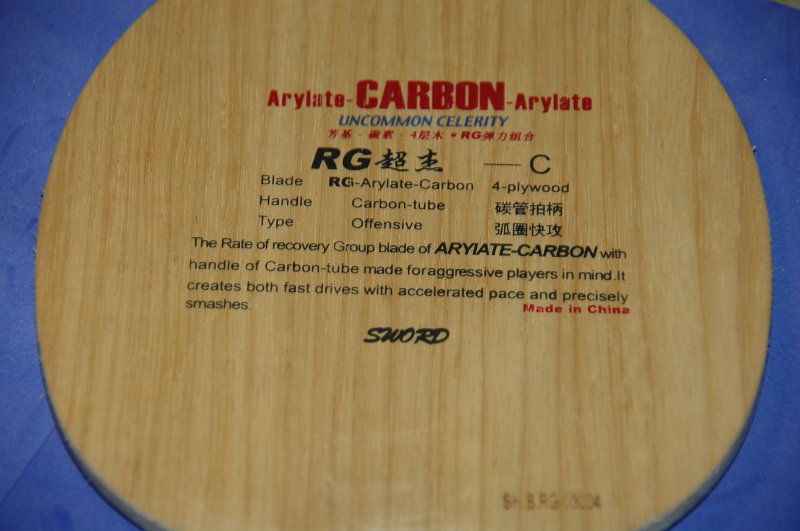 Arylate-CARBON-Arylate
UNCOMMON CELERITY
芳基 - 碳素 - 4层木 * RG弹力组合
RG超杰 — C
Blade RG-Arylate-Carbon 4-plywood
Handle Carbon-tube 碳管拍柄
Type Offensive 弧圈快攻
The Rate of recovery Group blade of ARYIATE-CARBON with
handle of Carbon-tube made foraggressive players in mind.It
creates both fast drives with accelerated pace and precisely
smashes.
Made in China
SWORD